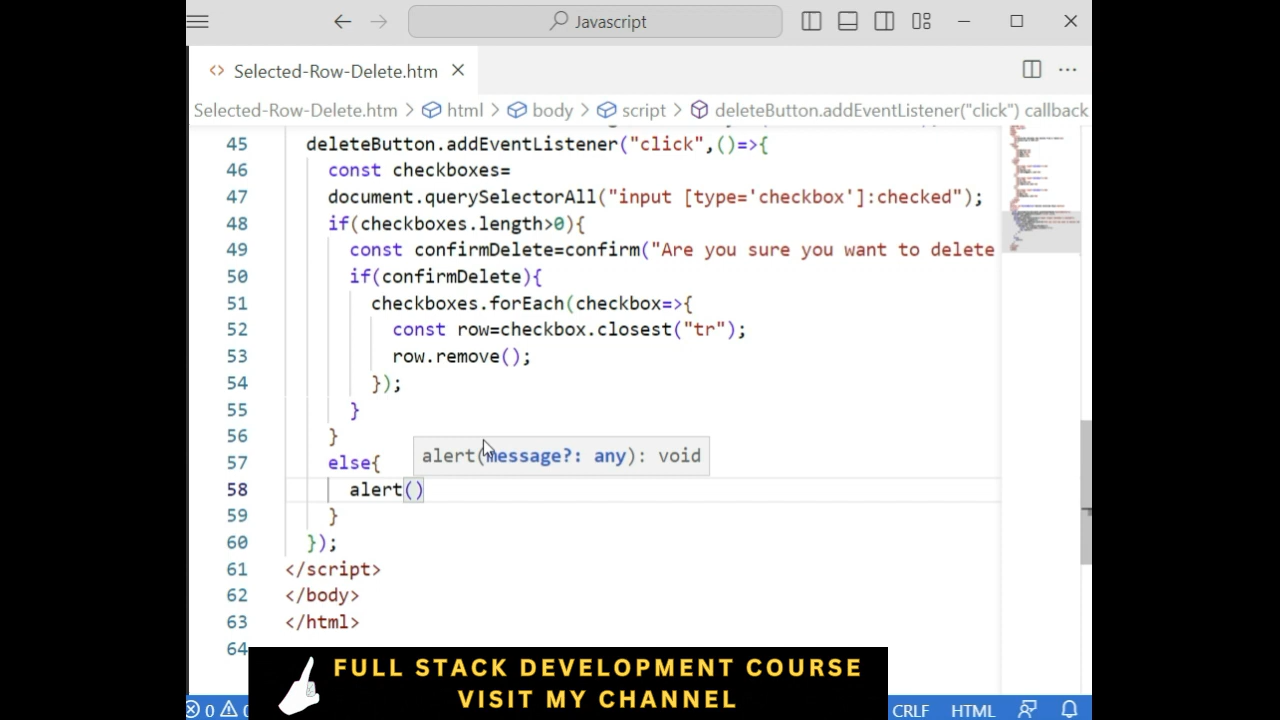 Javascript
Selected-Row-Delete.htm
Selected-Row-Delete.htm > html > body > script > deleteButton.addEventListener("click") callback
45 deleteButton.addEventListener("click",()=>{
46 const checkboxes=
47 document.querySelectorAll("input [type='checkbox']:checked");
48 if(checkboxes.length>0){
49 const confirmDelete=confirm("Are you sure you want to delete
50 if(confirmDelete){
51 checkboxes.forEach(checkbox=>{
52 const row=checkbox.closest("tr");
53 row.remove();
54 });
55 }
56 }
alert(message?: any): void
57 else{
58 alert()
59 }
60 });
61 </script>
62 </body>
63 </html>
64
FULL STACK DEVELOPMENT COURSE
VISIT MY CHANNEL
0 CRLF HTML